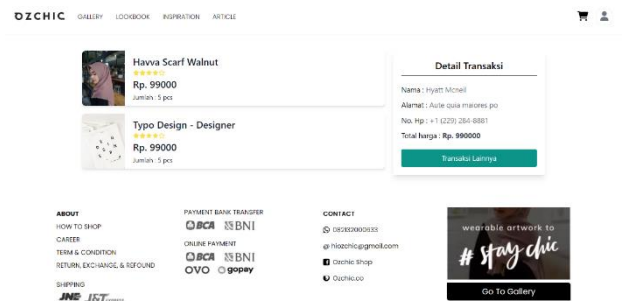 OZCHIC GALLERY LOOKBOOK INSPIRATION ARTICLE
Havva Scarf Walnut
Rp. 99000
Jumlah : 5 pcs
Typo Design - Designer
Rp. 99000
Jumlah : 5 pcs
Detail Transaksi
Nama : Hyatt Mcneil
Alamat : Aute quia maiores po
No. Hp : +1 (229) 284-8881
Total harga : Rp. 990000
Transaksi Lainnya
ABOUT
HOW TO SHOP
CAREER
TERM & CONDITION
RETURN, EXCHANGE, & REFOUND
SHIPPING
JNE J&T
PAYMENT BANK TRANSFER
BCA BNI
ONLINE PAYMENT
BCA BNI
OVO gopay
CONTACT
082132000633
@ hiozchic@gmail.com
Ozchic Shop
Ozchic.co
wearable artwork to
# stay chic
Go To Gallery